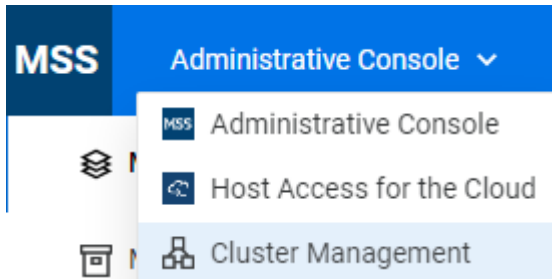 MSS
Administrative Console
MSS Administrative Console
Host Access for the Cloud
Cluster Management